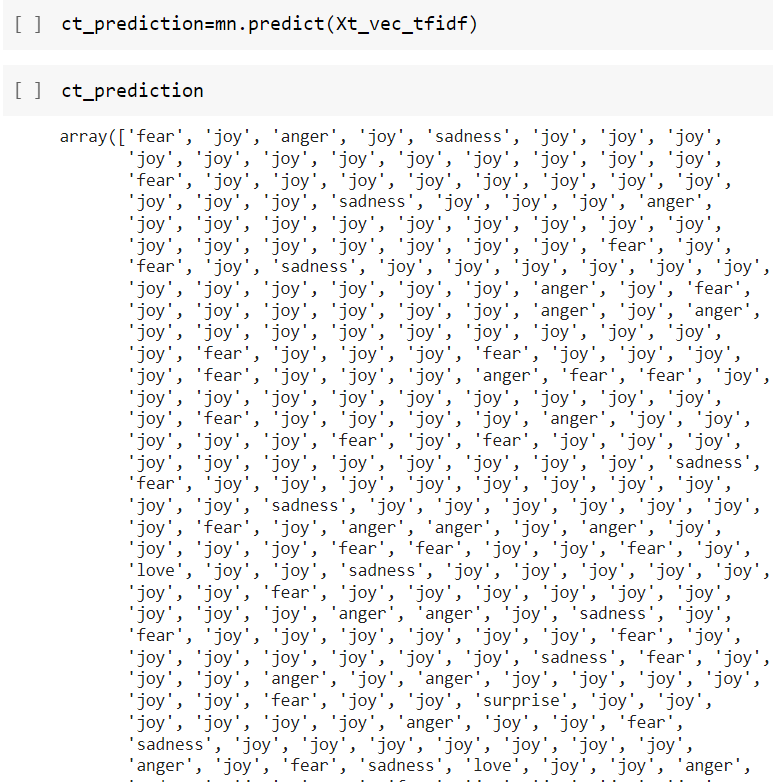 [ ] ct_prediction=mn.predict(Xt_vec_tfidf)
[ ] ct_prediction
array(['fear', 'joy', 'anger', 'joy', 'sadness', 'joy', 'joy', 'joy',
'joy', 'joy', 'joy', 'joy', 'joy', 'joy', 'joy', 'joy', 'joy',
'fear', 'joy', 'joy', 'joy', 'joy', 'joy', 'joy', 'joy', 'joy',
'joy', 'joy', 'joy', 'sadness', 'joy', 'joy', 'joy', 'anger',
'joy', 'joy', 'joy', 'joy', 'joy', 'joy', 'joy', 'joy', 'joy',
'joy', 'joy', 'joy', 'joy', 'joy', 'joy', 'joy', 'fear', 'joy',
'fear', 'joy', 'sadness', 'joy', 'joy', 'joy', 'joy', 'joy', 'joy',
'joy', 'joy', 'joy', 'joy', 'joy', 'joy', 'anger', 'joy', 'fear',
'joy', 'joy', 'joy', 'joy', 'joy', 'joy', 'anger', 'joy', 'anger',
'joy', 'joy', 'joy', 'joy', 'joy', 'joy', 'joy', 'joy', 'joy',
'joy', 'fear', 'joy', 'joy', 'joy', 'fear', 'joy', 'joy', 'joy',
'joy', 'fear', 'joy', 'joy', 'joy', 'anger', 'fear', 'fear', 'joy',
'joy', 'joy', 'joy', 'joy', 'joy', 'joy', 'joy', 'joy', 'joy',
'joy', 'fear', 'joy', 'joy', 'joy', 'joy', 'anger', 'joy', 'joy',
'joy', 'joy', 'joy', 'fear', 'joy', 'fear', 'joy', 'joy', 'joy',
'joy', 'joy', 'joy', 'joy', 'joy', 'joy', 'joy', 'joy', 'sadness',
'fear', 'joy', 'joy', 'joy', 'joy', 'joy', 'joy', 'joy', 'joy',
'joy', 'joy', 'sadness', 'joy', 'joy', 'joy', 'joy', 'joy', 'joy',
'joy', 'fear', 'joy', 'anger', 'anger', 'joy', 'anger', 'joy',
'joy', 'joy', 'joy', 'fear', 'fear', 'joy', 'joy', 'fear', 'joy',
'love', 'joy', 'joy', 'sadness', 'joy', 'joy', 'joy', 'joy', 'joy',
'joy', 'joy', 'fear', 'joy', 'joy', 'joy', 'joy', 'joy', 'joy',
'joy', 'joy', 'joy', 'anger', 'anger', 'joy', 'sadness', 'joy',
'fear', 'joy', 'joy', 'joy', 'joy', 'joy', 'joy', 'fear', 'joy',
'joy', 'joy', 'joy', 'joy', 'joy', 'joy', 'sadness', 'fear', 'joy',
'joy', 'joy', 'anger', 'joy', 'anger', 'joy', 'joy', 'joy', 'joy',
'joy', 'joy', 'fear', 'joy', 'joy', 'surprise', 'joy', 'joy',
'joy', 'joy', 'joy', 'joy', 'anger', 'joy', 'joy', 'fear',
'sadness', 'joy', 'joy', 'joy', 'joy', 'joy', 'joy', 'joy',
'anger', 'joy', 'fear', 'sadness', 'love', 'joy', 'joy', 'anger',